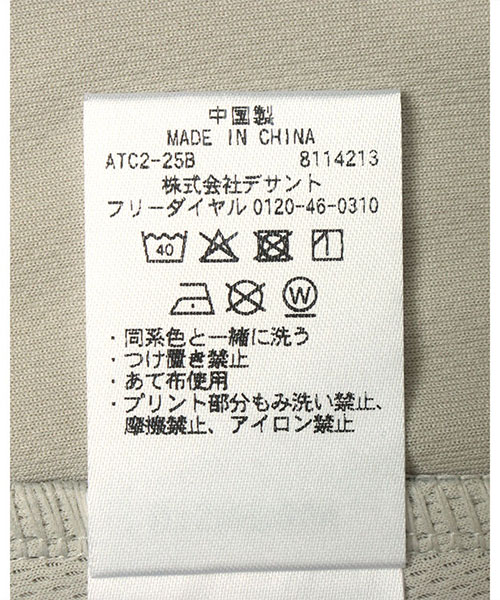 中国製
MADE IN CHINA
ATC2-25B 8114213
株式会社デサント
フリーダイヤル 0120-46-0310
40
W
・同系色と一緒に洗う
・つけ置き禁止
・あて布使用
・プリント部分もみ洗い禁止、
摩擦禁止、アイロン禁止